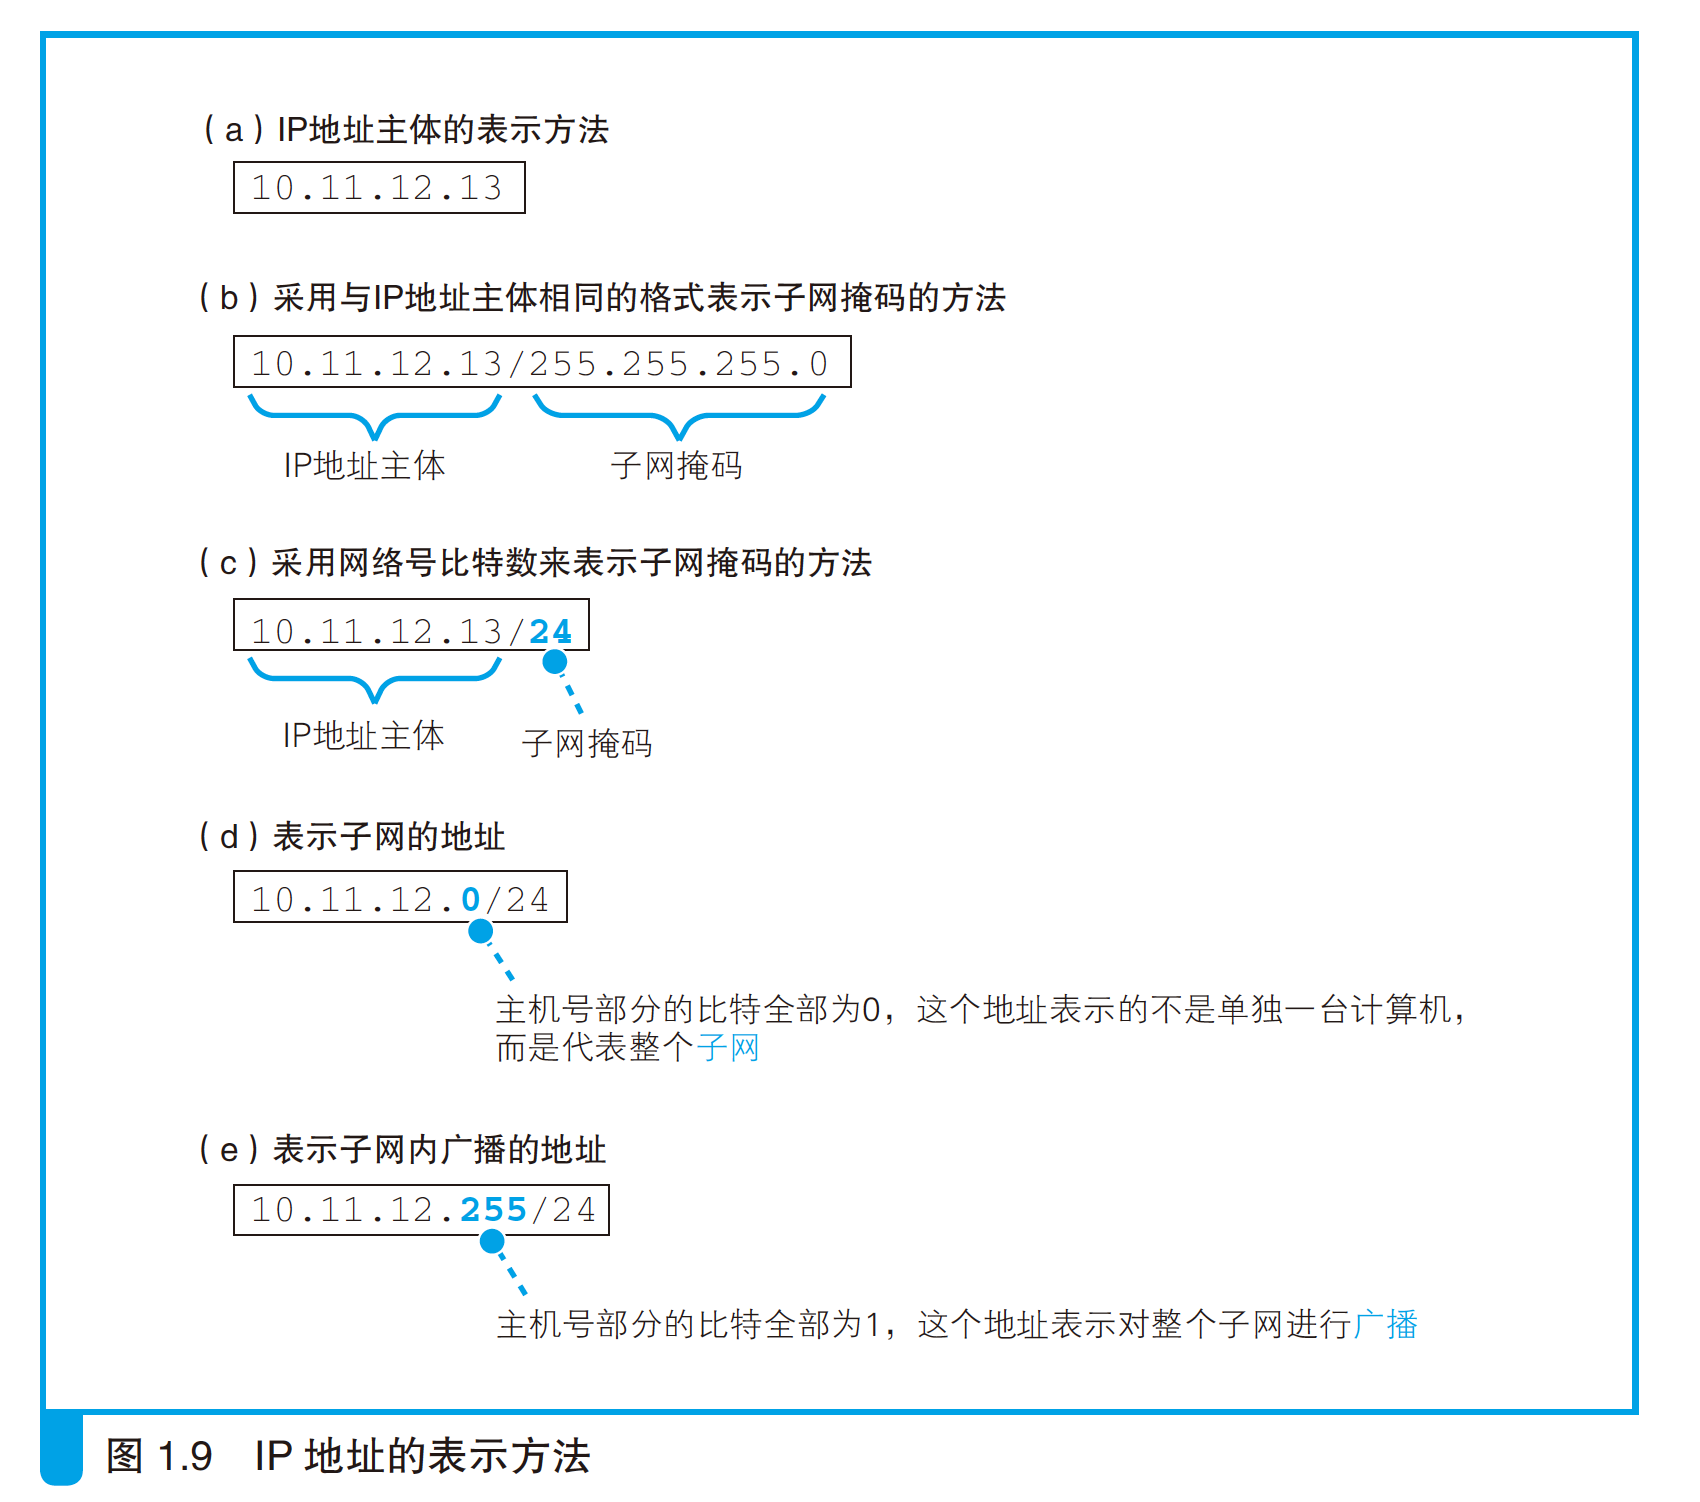 （a）IP地址主体的表示方法
10.11.12.13
（b）采用与IP地址主体相同的格式表示子网掩码的方法
10.11.12.13/255.255.255.0
IP地址主体 子网掩码
（c）采用网络号比特数来表示子网掩码的方法
10.11.12.13/24
IP地址主体 子网掩码
（d）表示子网的地址
10.11.12.0/24
主机号部分的比特全部为0，这个地址表示的不是单独一台计算机，
而是代表整个子网
（e）表示子网内广播的地址
10.11.12.255/24
主机号部分的比特全部为1，这个地址表示对整个子网进行广播
图 1.9 IP 地址的表示方法